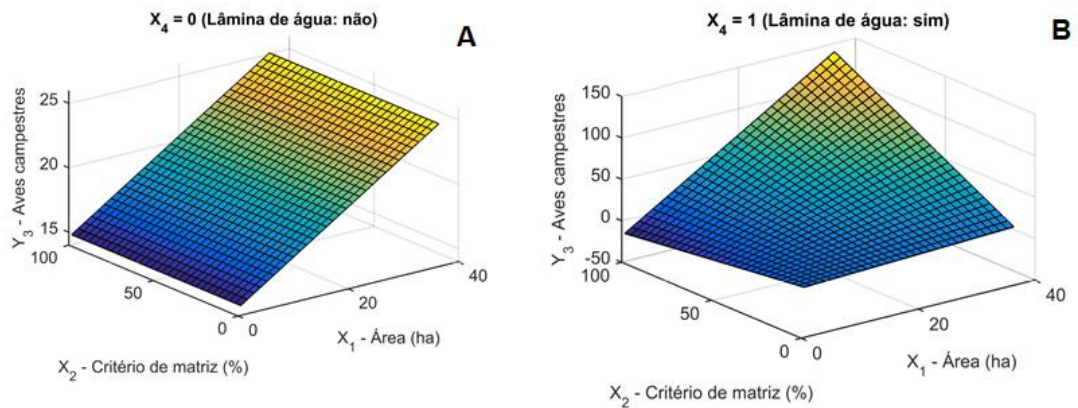 X4 = 0 (Lâmina de água: não)
A
Y3 - Aves campestres
25
20
15
100
50
0
0
20
40
X1 - Área (ha)
X2 - Critério de matriz (%)
X4 = 1 (Lâmina de água: sim)
B
Y3 - Aves campestres
150
100
50
0
-50
100
50
0
0
20
40
X1 - Área (ha)
X2 - Critério de matriz (%)